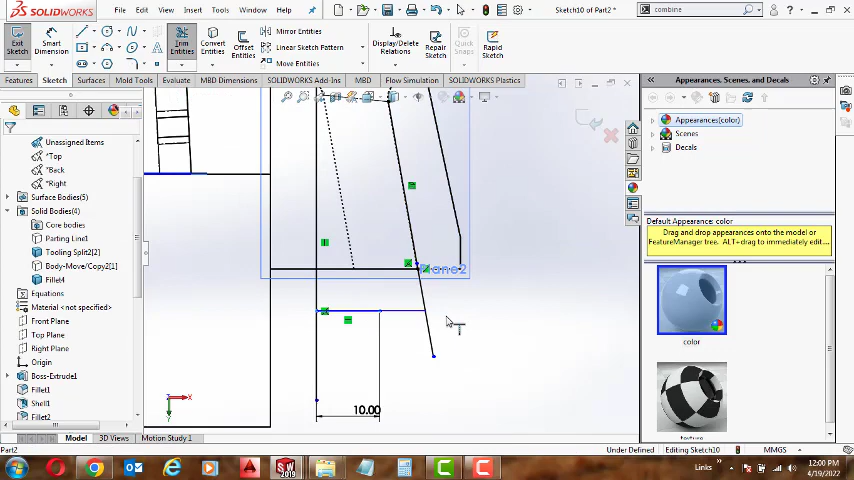 SOLIDWORKS
File
Edit
View
Insert
Tools
Window
Sketch10 of Part2
combine
Exit Sketch
Smart Dimension
Trim Entities
Convert Entities
Offset Entities
Mirror Entities
Linear Sketch Pattern
Move Entities
Display/Delete Relations
Repair Sketch
Quick Snaps
Rapid Sketch
Features
Sketch
Surfaces
Mold Tools
Evaluate
MBD Dimensions
SOLIDWORKS Add-Ins
MBD
Flow Simulation
SOLIDWORKS Plastics
Appearances, Scenes, and Decals
Unassigned Items
*Top
*Back
*Right
Surface Bodies(5)
Solid Bodies(4)
Core bodies
Parting Line1
Tooling Split2[2]
Body-Move/Copy2[1]
Fillet4
Equations
Material <not specified>
Front Plane
Top Plane
Right Plane
Origin
Boss-Extrude1
Fillet1
Shell1
Fillet2
Plane2
10.00
X
Y
Appearances(color)
Scenes
Decals
Default Appearance: color
Drag and drop appearances onto the model or
FeatureManager tree. ALT+drag to immediately edit...
color
Model
3D Views
Motion Study 1
Part2
Under Defined
Editing Sketch10
MMGS
SW
2019
Links
12:00 PM
4/19/2022